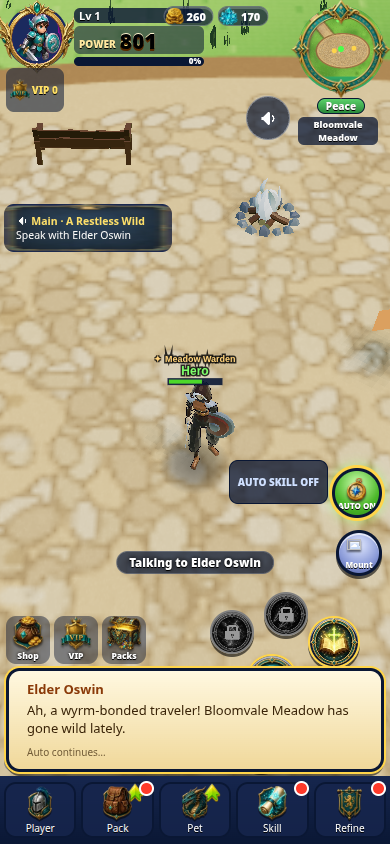 Lv 1
260
170
POWER 801
0%
VIP 0
Peace
Bloomvale
Meadow
Main · A Restless Wild
Speak with Elder Oswin
Meadow Warden
Hero
AUTO SKILL OFF
AUTO ON
Mount
Talking to Elder Oswin
VIP
Shop
VIP
Packs
Elder Oswin
Ah, a wyrm-bonded traveler! Bloomvale Meadow has
gone wild lately.
Auto continues...
Player
Pack
Pet
Skill
Refine